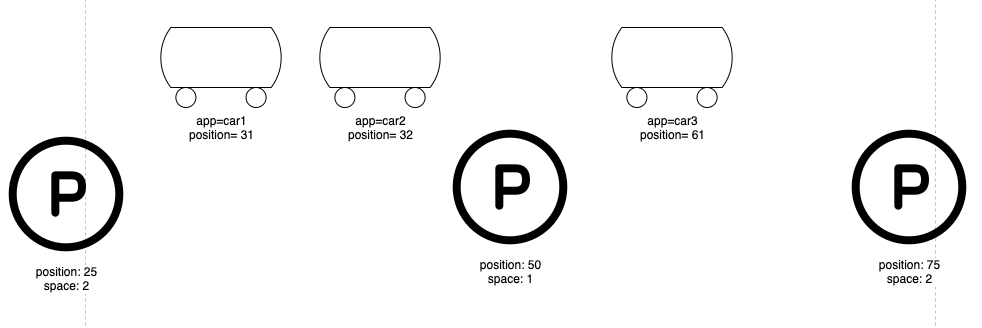 app=car1
position= 31
app=car2
position= 32
app=car3
position= 61
P
position: 25
space: 2
P
position: 50
space: 1
P
position: 75
space: 2